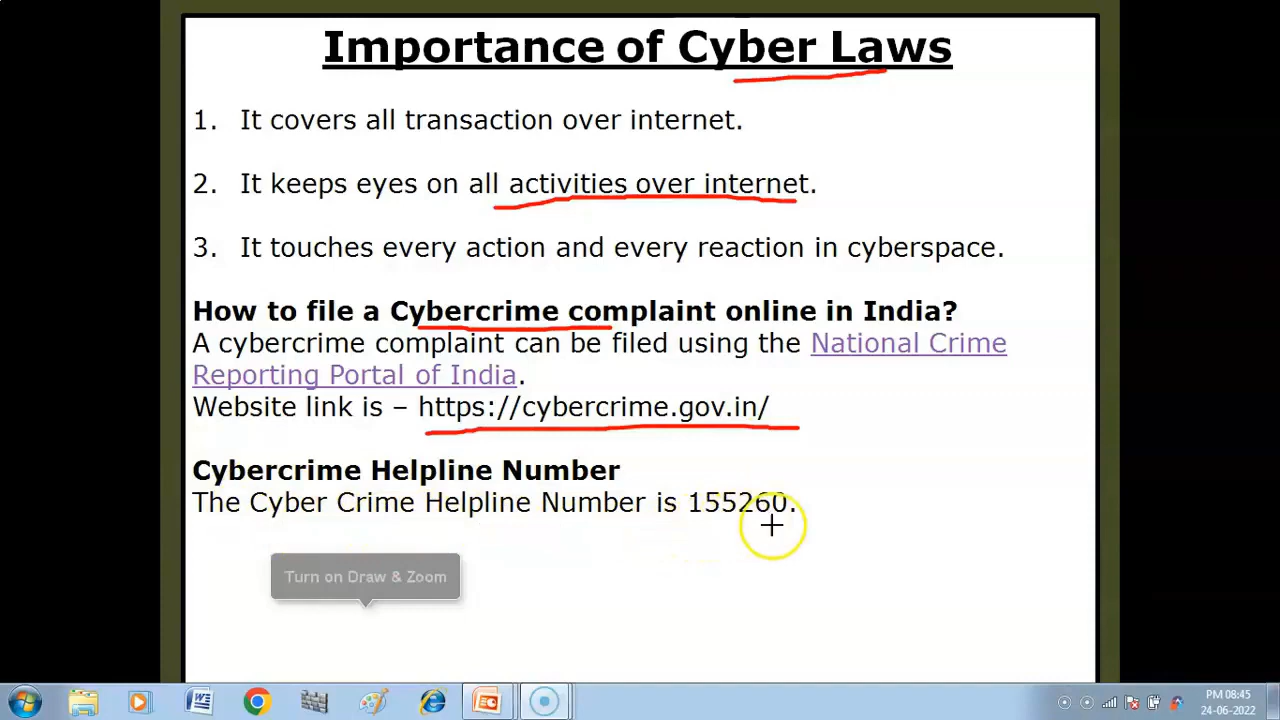 Importance of Cyber Laws
1. It covers all transaction over internet.
2. It keeps eyes on all activities over internet.
3. It touches every action and every reaction in cyberspace.
How to file a Cybercrime complaint online in India?
A cybercrime complaint can be filed using the National Crime
Reporting Portal of India.
Website link is – https://cybercrime.gov.in/
Cybercrime Helpline Number
The Cyber Crime Helpline Number is 155260.
Turn on Draw & Zoom
PM 08:45
24-06-2022